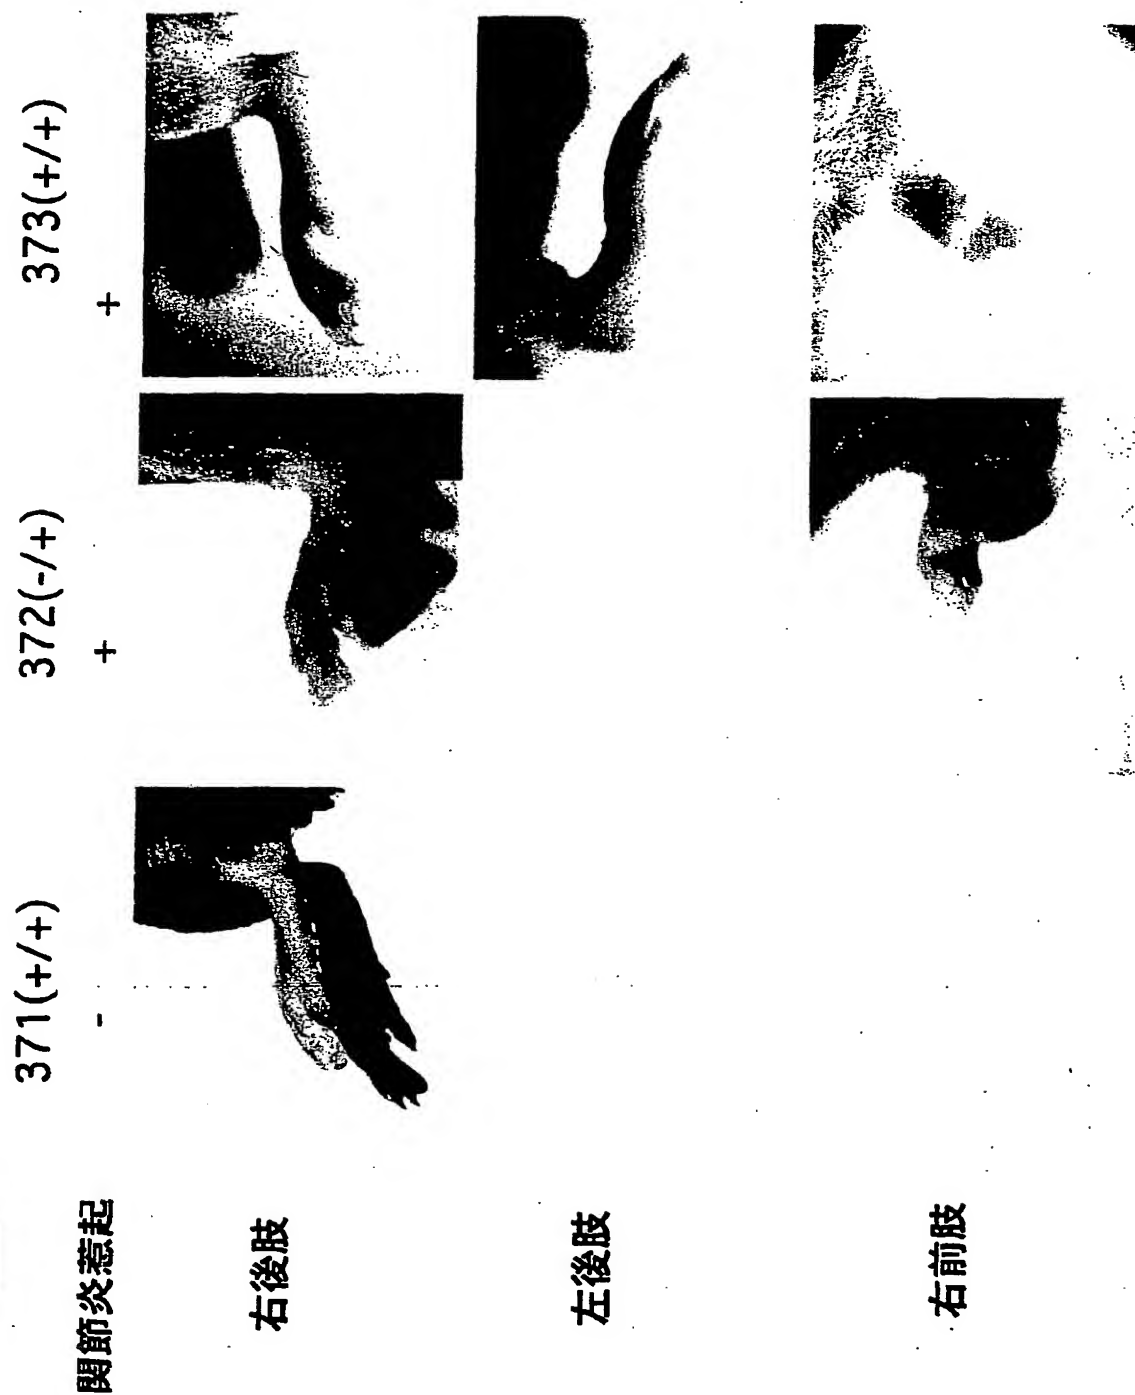 371(+/+) 372(-/+) 373(+/+)
関節炎惹起 - + +
右後肢
左後肢
右前肢